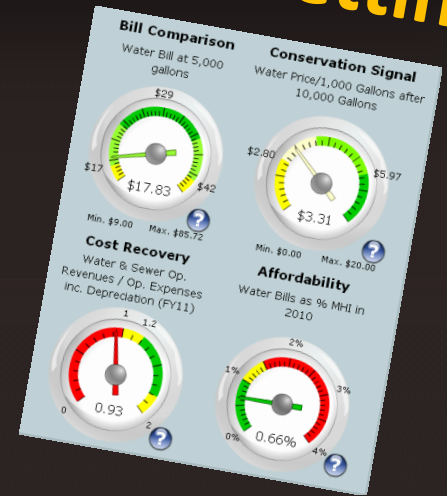 Bill Comparison
Water Bill at 5,000
gallons
$29
$17
$42
$17.83
Min. $9.00 Max. $85.72
?
Conservation Signal
Water Price/1,000 Gallons after
10,000 Gallons
$2.80
$5.97
$3.31
Min. $0.00 Max. $20.00
?
Cost Recovery
Water & Sewer Op.
Revenues / Op. Expenses
inc. Depreciation (FY11)
1
1.2
0
2
0.93
?
Affordability
Water Bills as % MHI in
2010
2%
1%
3%
0%
4%
0.66%
?